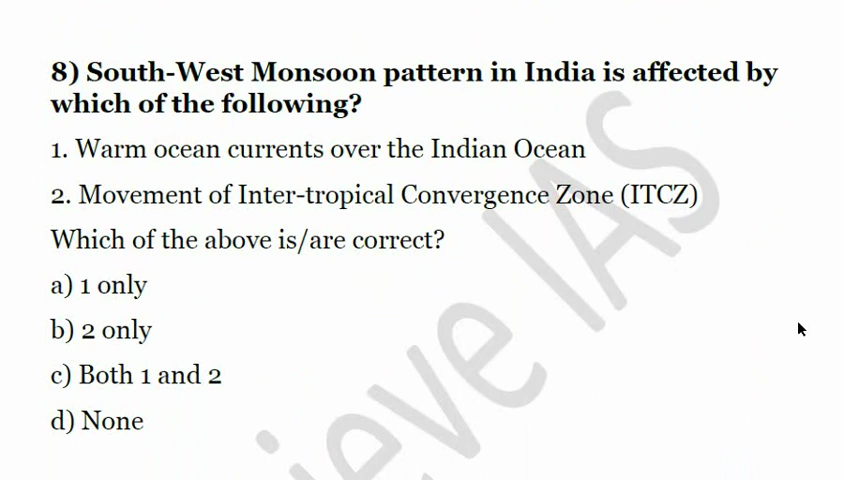 8) South-West Monsoon pattern in India is affected by
which of the following?
1. Warm ocean currents over the Indian Ocean
2. Movement of Inter-tropical Convergence Zone (ITCZ)
Which of the above is/are correct?
a) 1 only
b) 2 only
c) Both 1 and 2
d) None
IAS